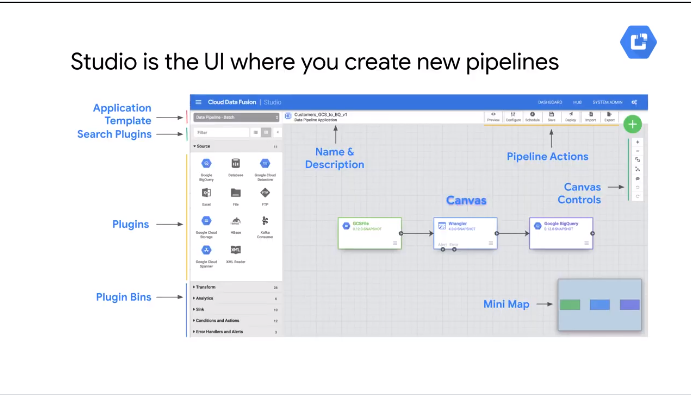 Studio is the UI where you create new pipelines
Application
Template
Search Plugins
Plugins
Plugin Bins
Cloud Data Fusion | Studio
DASHBOARD
HUB
SYSTEM ADMIN
Data Pipeline - Batch
Customers_GCS_to_BQ_v1
Data Pipeline Application
Preview
Configure
Schedule
Save
Deploy
Import
Export
Filter
Source
Google
BigQuery
Database
Google Cloud
Datastore
Excel
File
FTP
Google Cloud
Storage
HBase
Kafka
Consumer
Google Cloud
Spanner
XML Reader
Transform
Analytics
Sink
Conditions and Actions
Error Handlers and Alerts
Name &
Description
Pipeline Actions
Canvas
Canvas
Controls
GCSFile
Wrangler
Google BigQuery
Mini Map